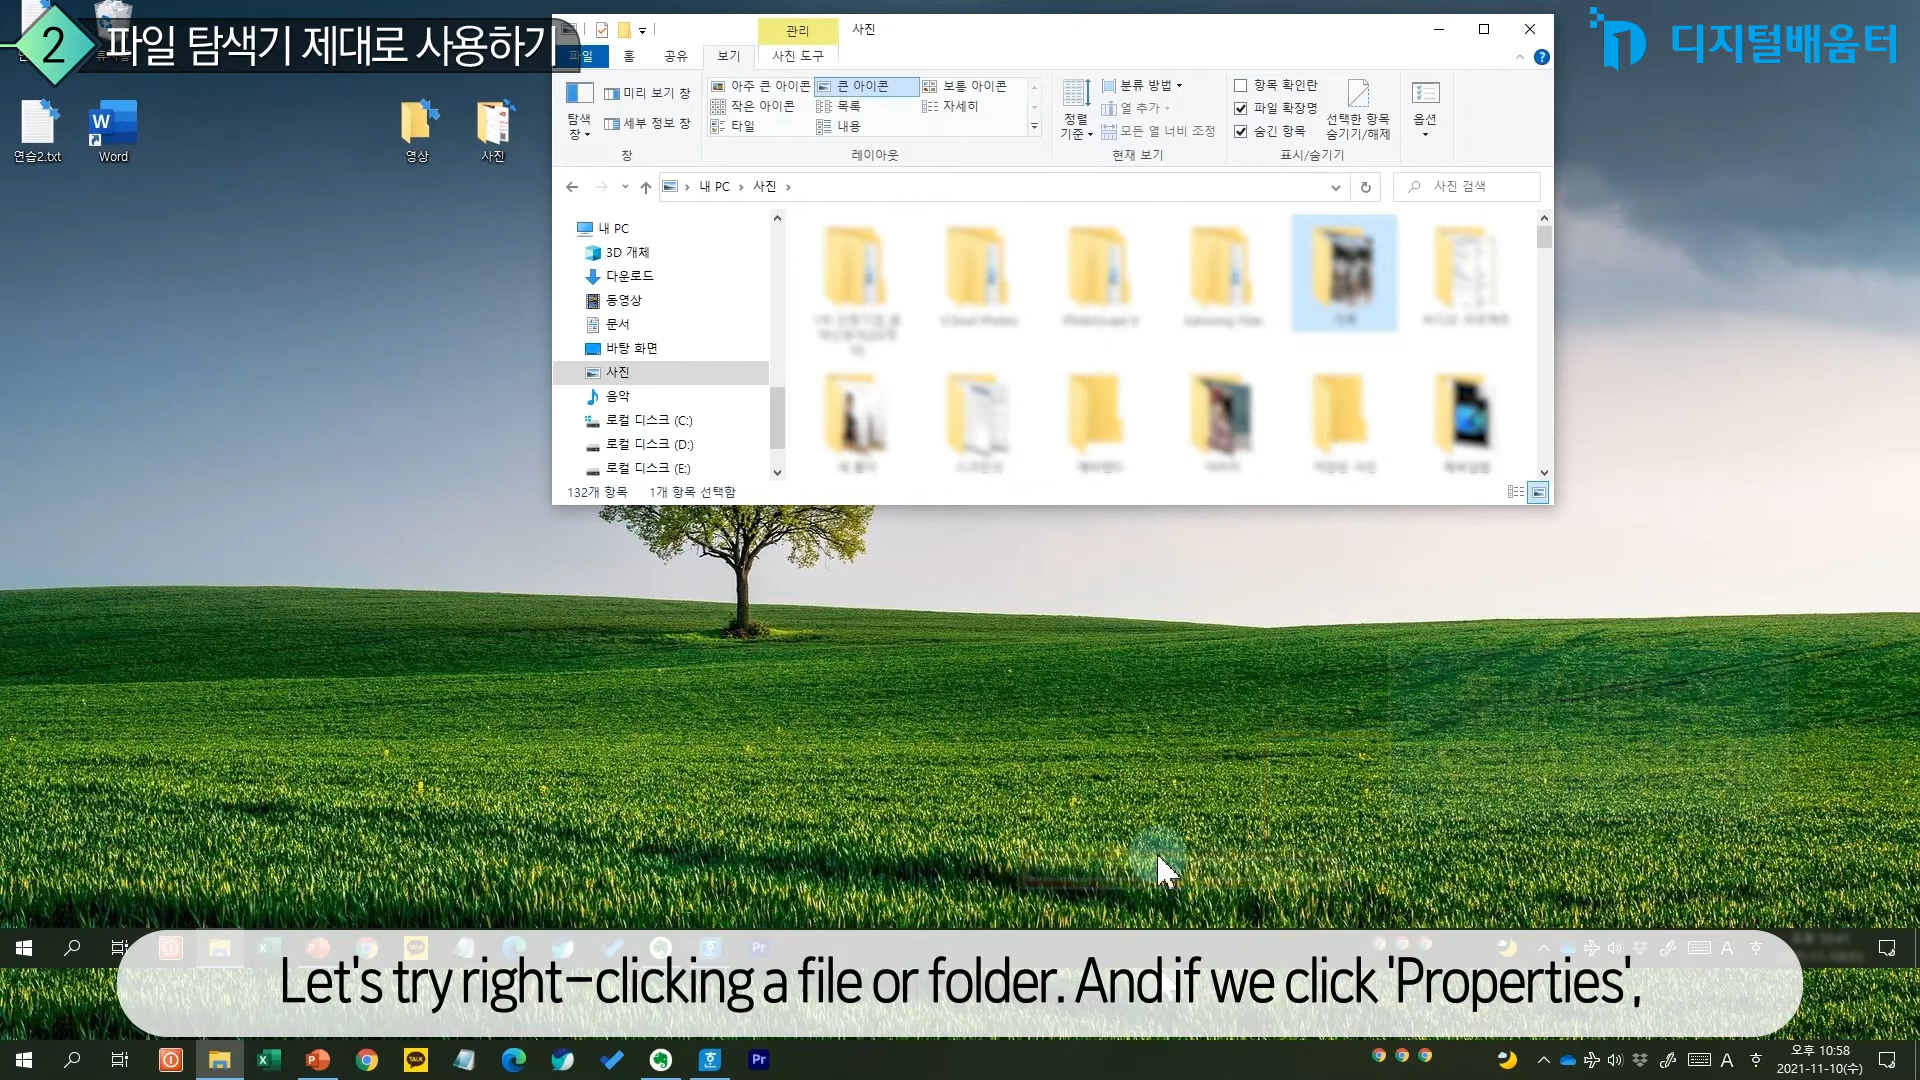 2 파일 탐색기 제대로 사용하기
디지털배움터
연습2.txt
Word
영상
사진
관리
사진
홈
공유
보기
사진 도구
탐색 창
미리 보기 창
세부 정보 창
창
아주 큰 아이콘
큰 아이콘
보통 아이콘
작은 아이콘
목록
자세히
타일
내용
레이아웃
정렬 기준
분류 방법
열 추가
모든 열 너비 조정
현재 보기
항목 확인란
파일 확장명
숨긴 항목
선택한 항목 숨기기/해제
표시/숨기기
옵션
내 PC › 사진 ›
사진 검색
내 PC
3D 개체
다운로드
동영상
문서
바탕 화면
사진
음악
로컬 디스크 (C:)
로컬 디스크 (D:)
로컬 디스크 (E:)
132개 항목
1개 항목 선택함
Let's try right-clicking a file or folder. And if we click 'Properties',
TALK
Pr
A
오후 10:58
2021-11-10(수)